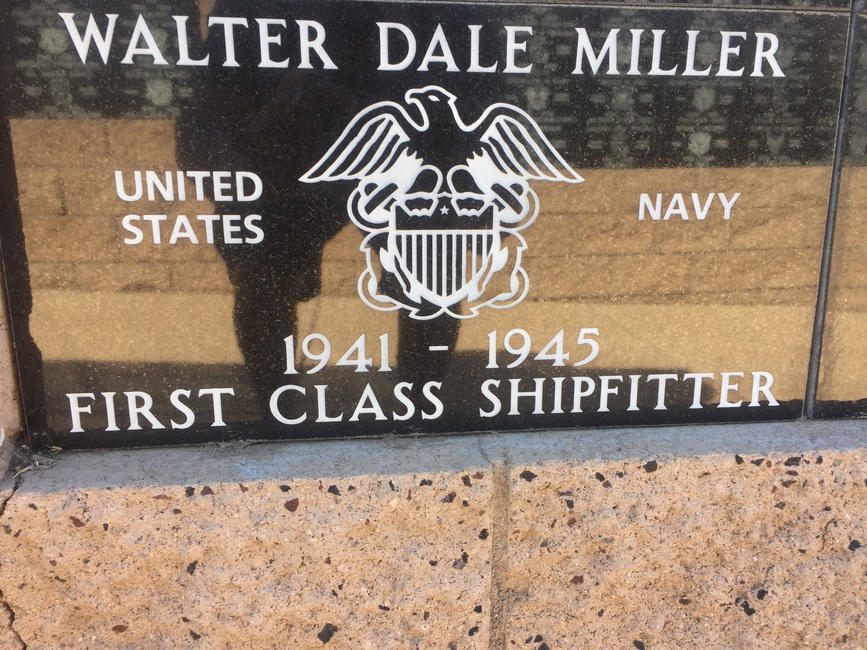 WALTER DALE MILLER
UNITED
STATES
NAVY
1941 - 1945
FIRST CLASS SHIPFITTER